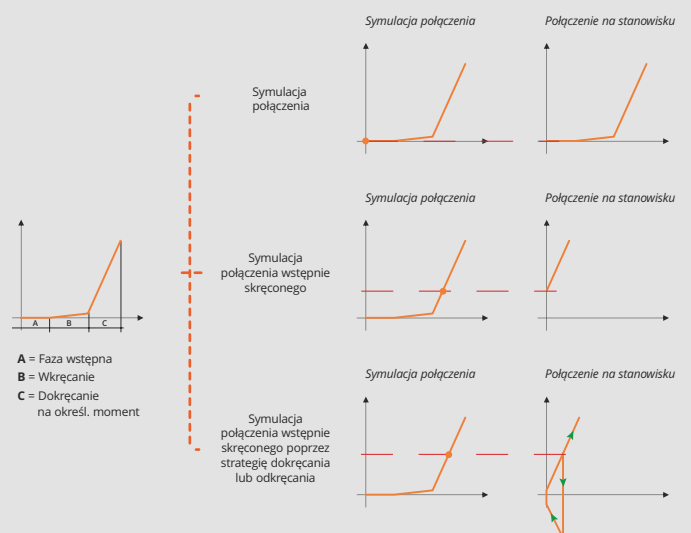 Symulacja połączenia
Połączenie na stanowisku
Symulacja
połączenia
Symulacja połączenia
Połączenie na stanowisku
Symulacja
połączenia wstępnie
skręconego
A
B
C
A = Faza wstępna
B = Wkręcanie
C = Dokręcanie
na określ. moment
Symulacja połączenia
Połączenie na stanowisku
Symulacja
połączenia wstępnie
skręconego poprzez
strategię dokręcania
lub odkręcania